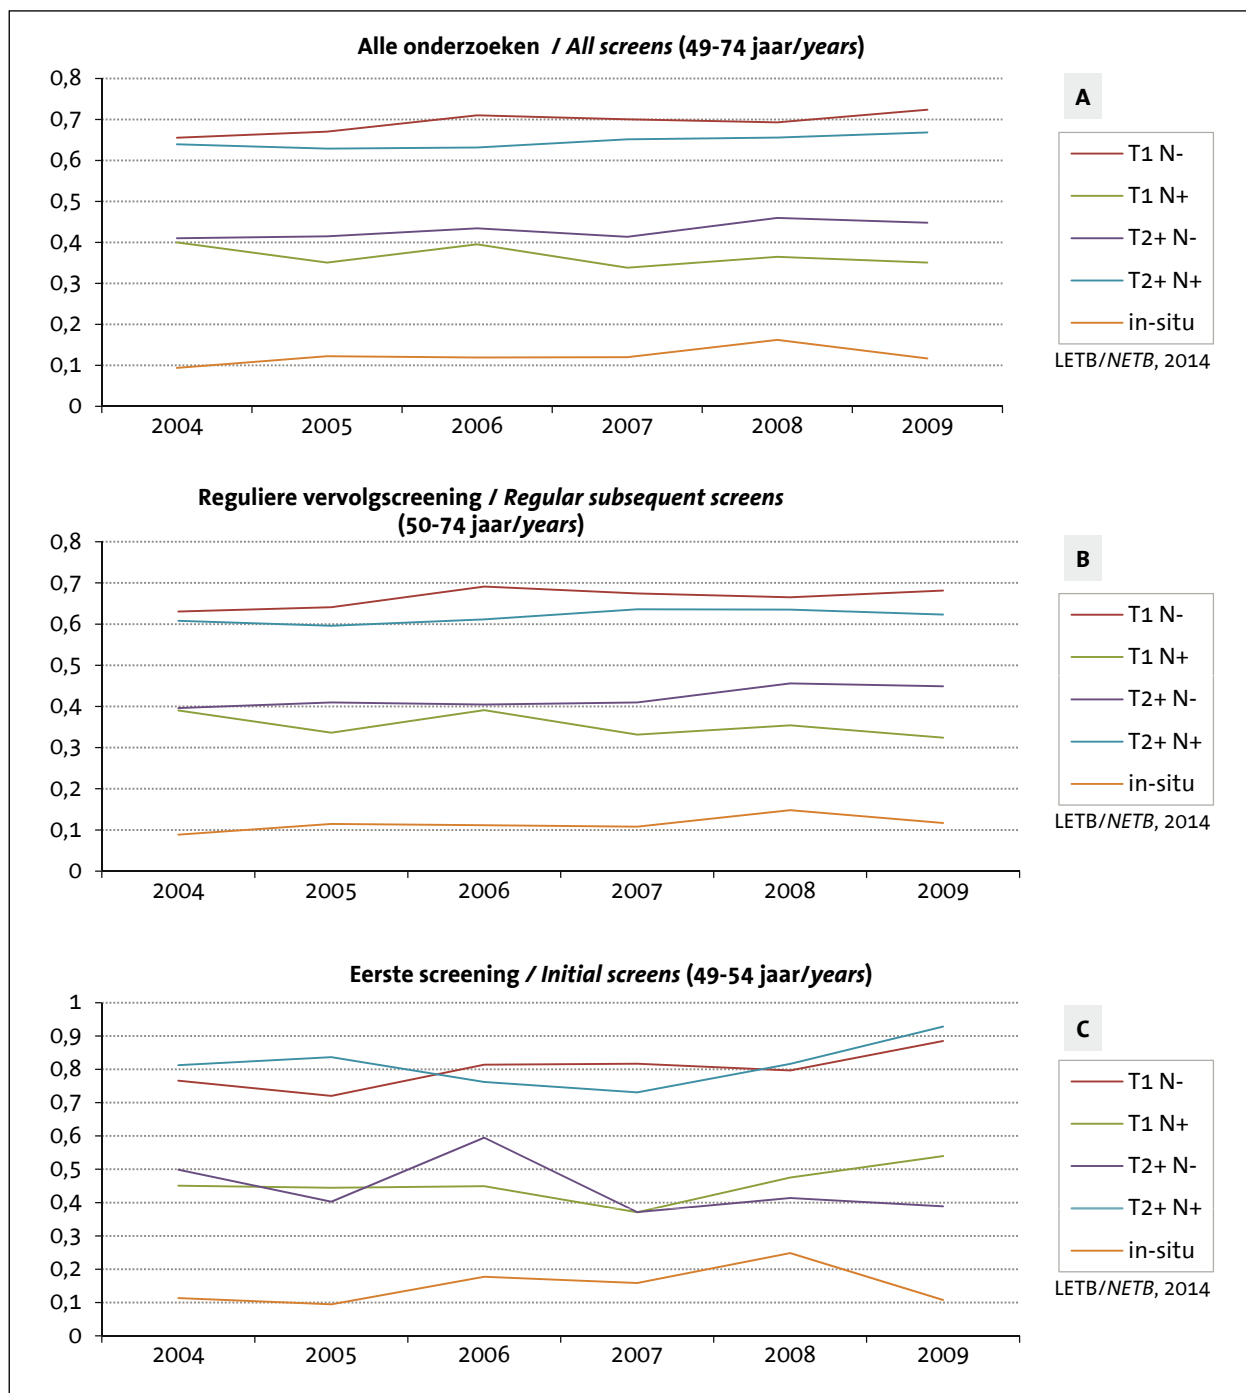 Alle onderzoeken / All screens (49-74 jaar/years)
0,8
0,7
0,6
0,5
0,4
0,3
0,2
0,1
0
2004 2005 2006 2007 2008 2009
A
T1 N-
T1 N+
T2+ N-
T2+ N+
in-situ
LETB/NETB, 2014
Reguliere vervolgscreening / Regular subsequent screens
(50-74 jaar/years)
0,8
0,7
0,6
0,5
0,4
0,3
0,2
0,1
0
2004 2005 2006 2007 2008 2009
B
T1 N-
T1 N+
T2+ N-
T2+ N+
in-situ
LETB/NETB, 2014
Eerste screening / Initial screens (49-54 jaar/years)
1
0,9
0,8
0,7
0,6
0,5
0,4
0,3
0,2
0,1
0
2004 2005 2006 2007 2008 2009
C
T1 N-
T1 N+
T2+ N-
T2+ N+
in-situ
LETB/NETB, 2014